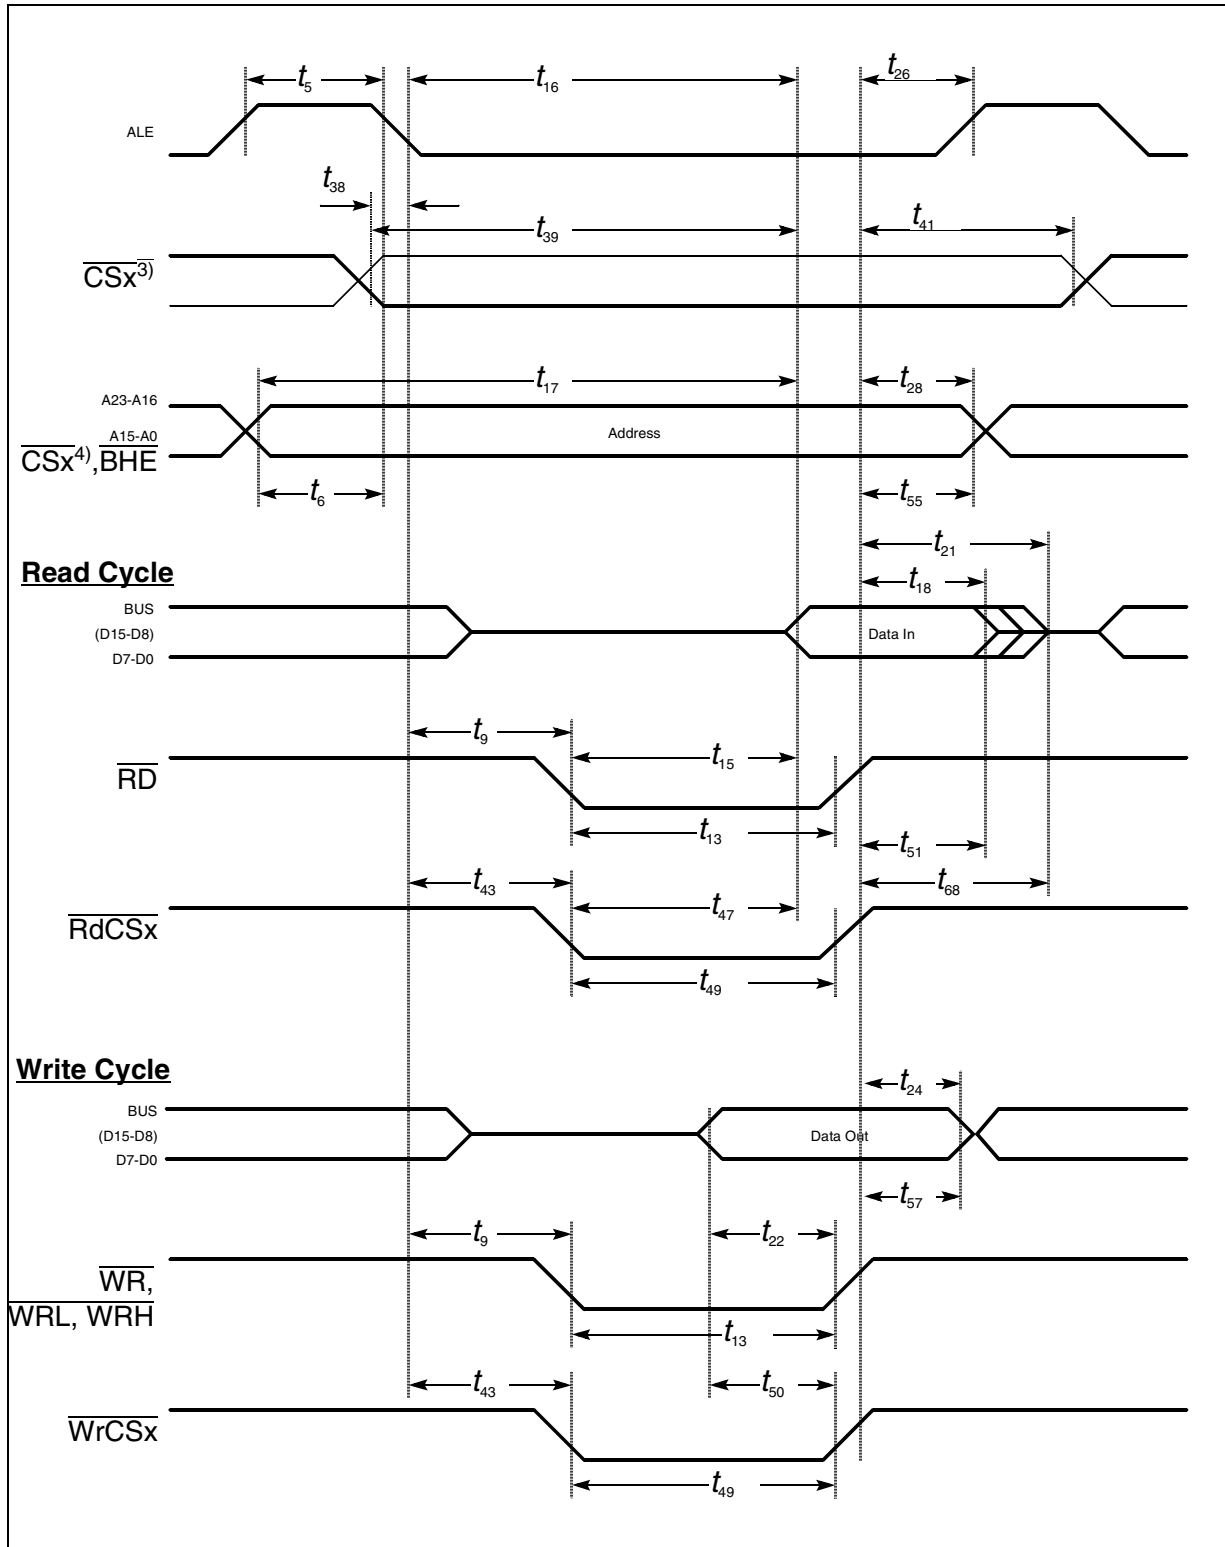 t5
t16
t26
ALE
t38
t39
t41
CSx3)
t17
t28
A23-A16
A15-A0
Address
CSx4),BHE
t6
t55
t21
Read Cycle
t18
BUS
(D15-D8)
Data In
D7-D0
t9
t15
RD
t13
t51
t43
t68
t47
RdCSx
t49
Write Cycle
t24
BUS
(D15-D8)
Data Out
D7-D0
t57
t9
t22
WR,
WRL, WRH
t13
t43
t50
WrCSx
t49